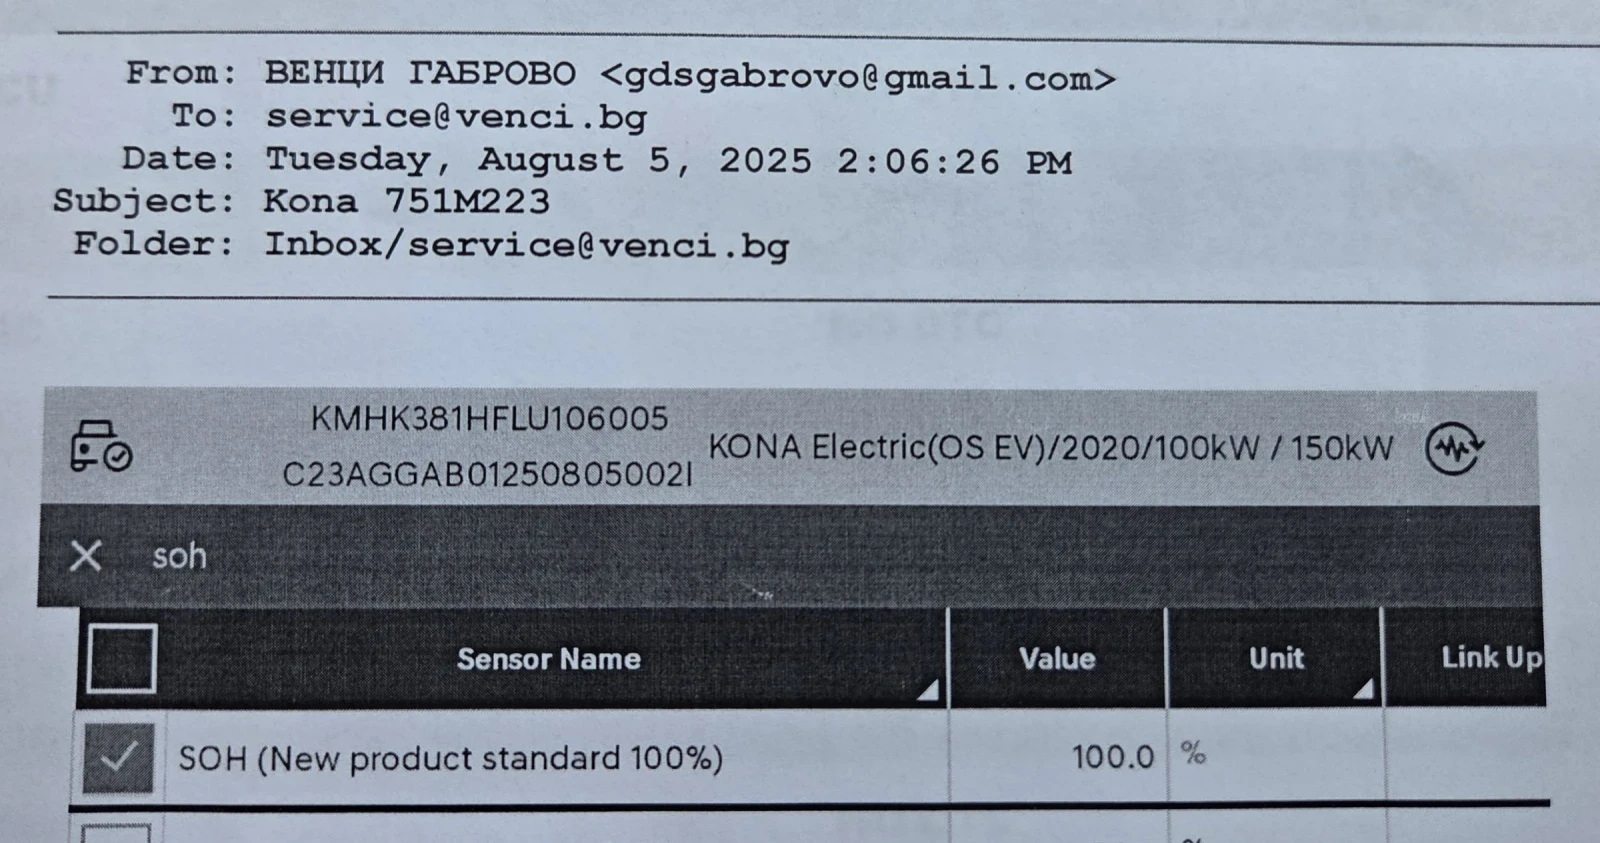 From: ВЕНЦИ ГАБРОВО <gdsgabrovo@gmail.com>
To: service@venci.bg
Date: Tuesday, August 5, 2025 2:06:26 PM
Subject: Kona 751M223
Folder: Inbox/service@venci.bg
KMHK381HFLU106005
C23AGGAB01250805002I
KONA Electric(OS EV)/2020/100kW / 150kW
soh
Sensor Name Value Unit Link Up
SOH (New product standard 100%) 100.0 %